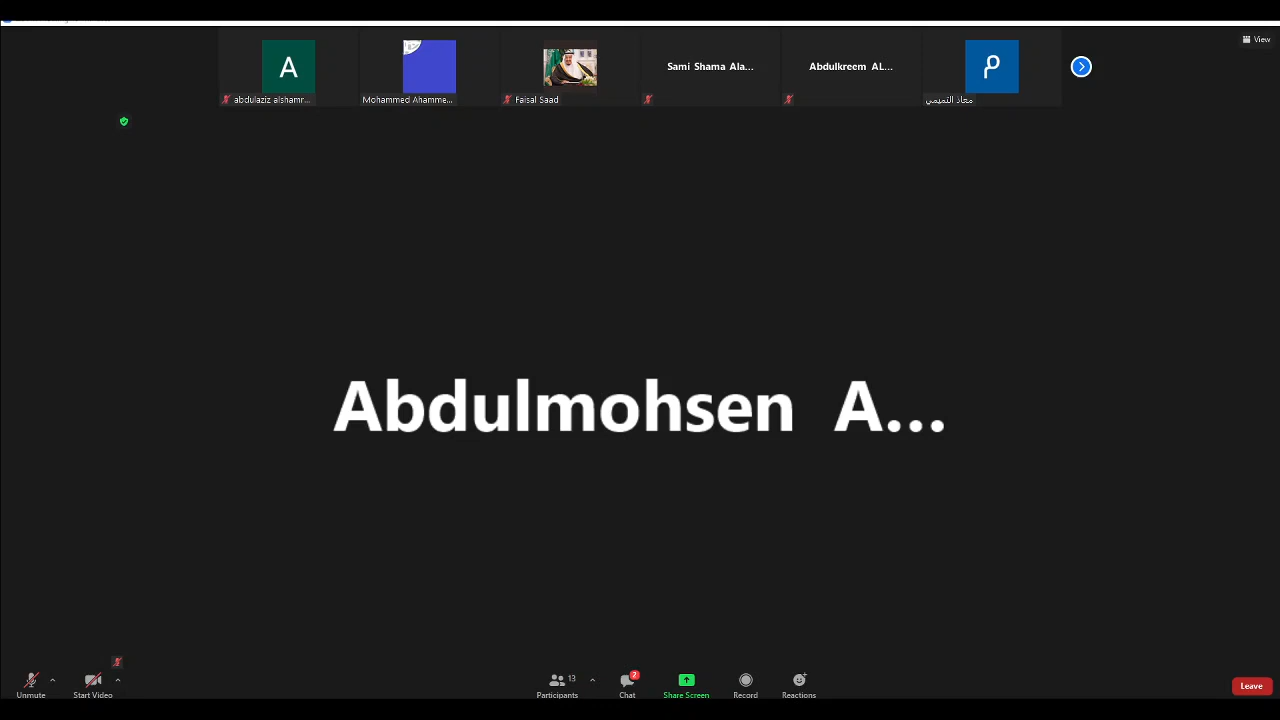 View
A
abdulaziz alshamr...
Mohammed Ahamme...
Faisal Saad
Sami Shama Ala...
Abdulkreem AL...
م
معاذ التميمي
Abdulmohsen A...
Unmute
Start Video
13
Participants
2
Chat
Share Screen
Record
Reactions
Leave